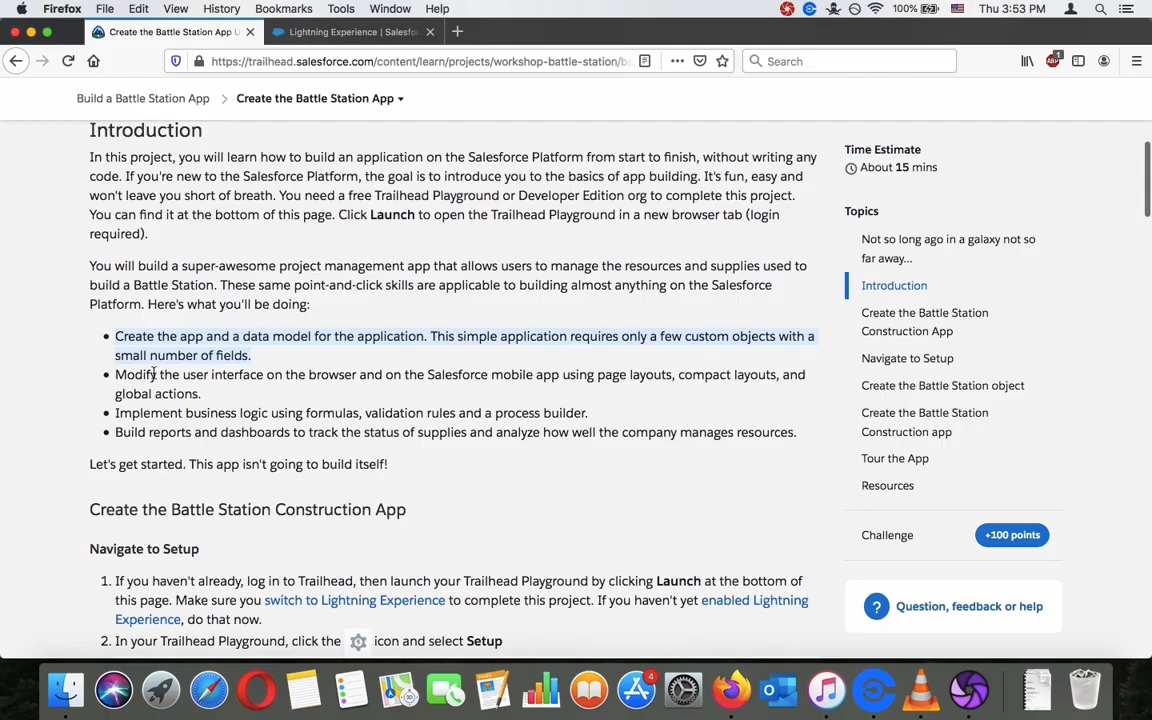 Firefox File Edit View History Bookmarks Tools Window Help 100% Thu 3:53 PM
Create the Battle Station App U Lightning Experience | Salesfo
https://trailhead.salesforce.com/content/learn/projects/workshop-battle-station/ba Search
ABP 1
Build a Battle Station App Create the Battle Station App
Introduction
In this project, you will learn how to build an application on the Salesforce Platform from start to finish, without writing any
code. If you're new to the Salesforce Platform, the goal is to introduce you to the basics of app building. It's fun, easy and
won't leave you short of breath. You need a free Trailhead Playground or Developer Edition org to complete this project.
You can find it at the bottom of this page. Click Launch to open the Trailhead Playground in a new browser tab (login
required).
You will build a super-awesome project management app that allows users to manage the resources and supplies used to
build a Battle Station. These same point-and-click skills are applicable to building almost anything on the Salesforce
Platform. Here's what you'll be doing:
Create the app and a data model for the application. This simple application requires only a few custom objects with a
small number of fields.
Modify the user interface on the browser and on the Salesforce mobile app using page layouts, compact layouts, and
global actions.
Implement business logic using formulas, validation rules and a process builder.
Build reports and dashboards to track the status of supplies and analyze how well the company manages resources.
Let's get started. This app isn't going to build itself!
Create the Battle Station Construction App
Navigate to Setup
1. If you haven't already, log in to Trailhead, then launch your Trailhead Playground by clicking Launch at the bottom of
this page. Make sure you switch to Lightning Experience to complete this project. If you haven't yet enabled Lightning
Experience, do that now.
2. In your Trailhead Playground, click the icon and select Setup
Time Estimate
About 15 mins
Topics
Not so long ago in a galaxy not so
far away...
Introduction
Create the Battle Station
Construction App
Navigate to Setup
Create the Battle Station object
Create the Battle Station
Construction app
Tour the App
Resources
Challenge +100 points
? Question, feedback or help
4